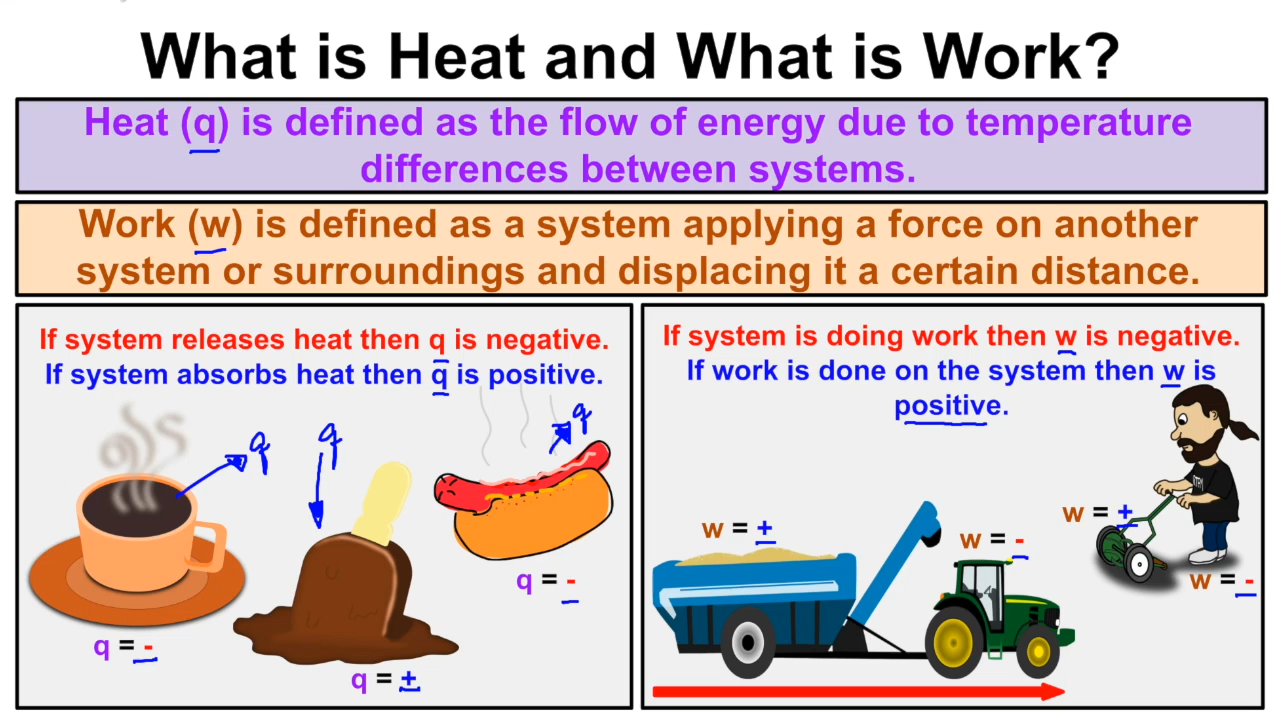 What is Heat and What is Work?
Heat (q) is defined as the flow of energy due to temperature
differences between systems.
Work (w) is defined as a system applying a force on another
system or surroundings and displacing it a certain distance.
If system releases heat then q is negative.
If system absorbs heat then q is positive.
q
q
q
q = -
q = +
q = -
If system is doing work then w is negative.
If work is done on the system then w is
positive.
w = +
w = -
w = +
w = -